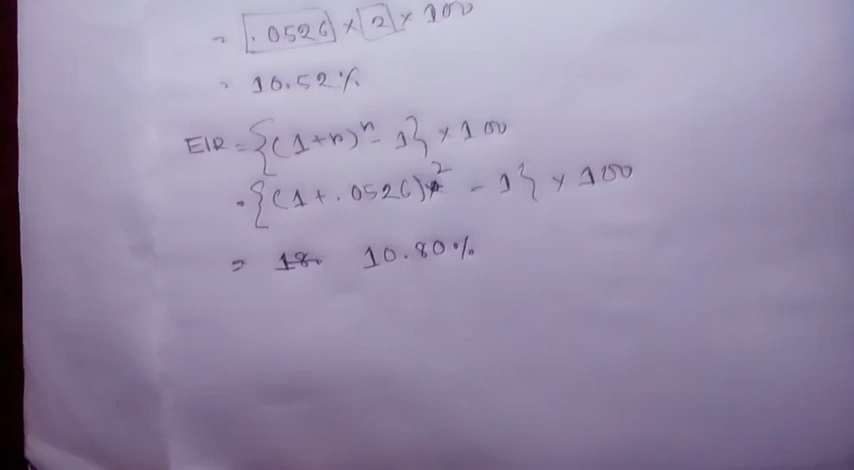 = .0526 × 2 × 100
= 10.52%
EIR = {(1+r)^n - 1} × 100
= {(1+.0526)^2 - 1} × 100
= 10.80%